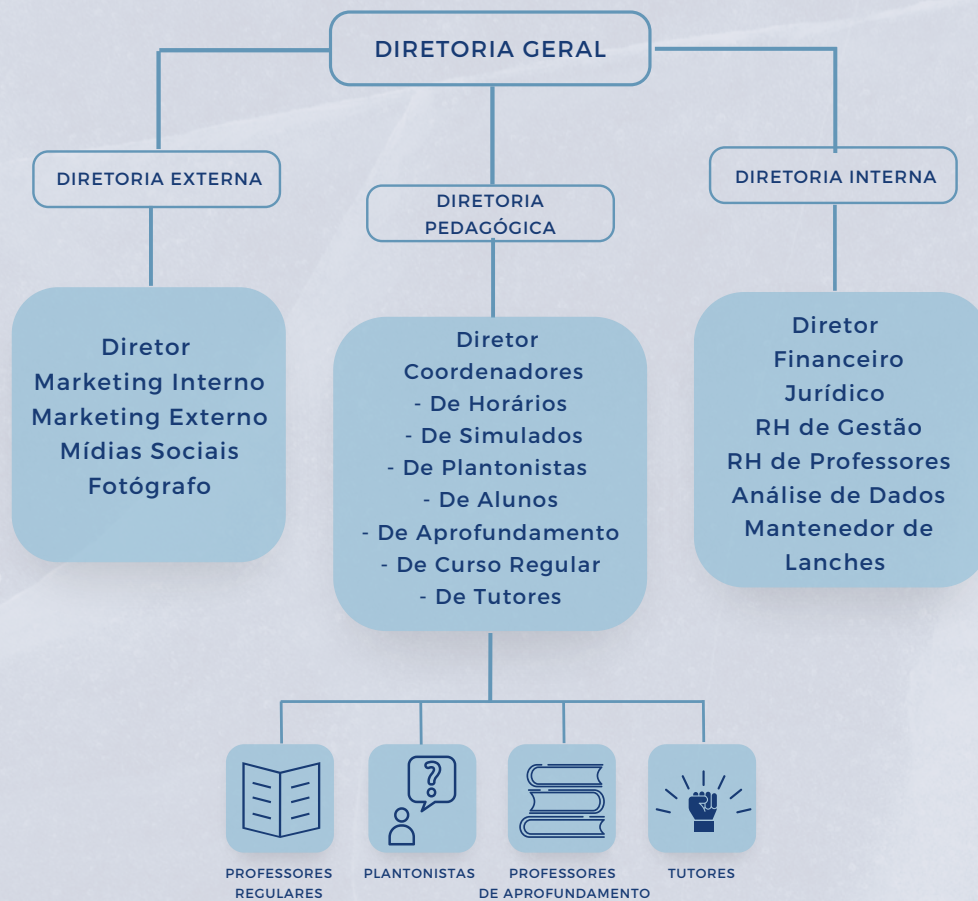 DIRETORIA GERAL
DIRETORIA EXTERNA
DIRETORIA
PEDAGÓGICA
DIRETORIA INTERNA
Diretor
Marketing Interno
Marketing Externo
Mídias Sociais
Fotógrafo
Diretor
Coordenadores
- De Horários
- De Simulados
- De Plantonistas
- De Alunos
- De Aprofundamento
- De Curso Regular
- De Tutores
Diretor
Financeiro
Jurídico
RH de Gestão
RH de Professores
Análise de Dados
Mantenedor de
Lanches
?
PROFESSORES
REGULARES
PLANTONISTAS
PROFESSORES
DE APROFUNDAMENTO
TUTORES